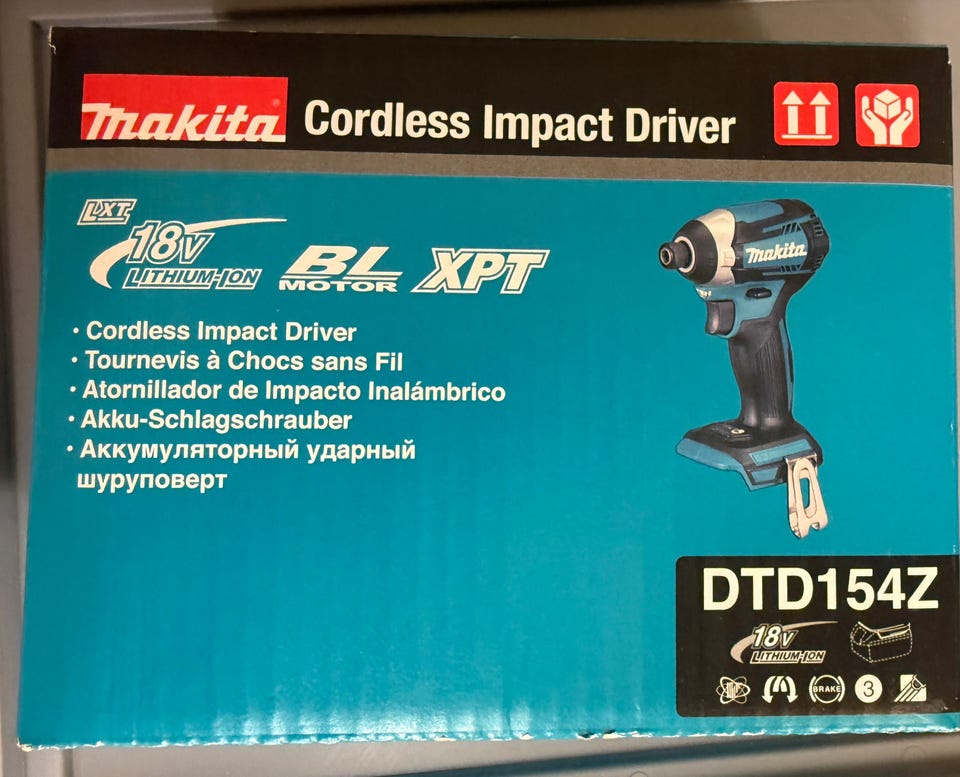 Makita® Cordless Impact Driver
LXT
18V
LITHIUM-ION
BL
MOTOR
XPT
Makita
• Cordless Impact Driver
• Tournevis à Chocs sans Fil
• Atornillador de Impacto Inalámbrico
• Akku-Schlagschrauber
• Аккумуляторный ударный
шуруповерт
DTD154Z
18V
LITHIUM-ION
BRAKE
3